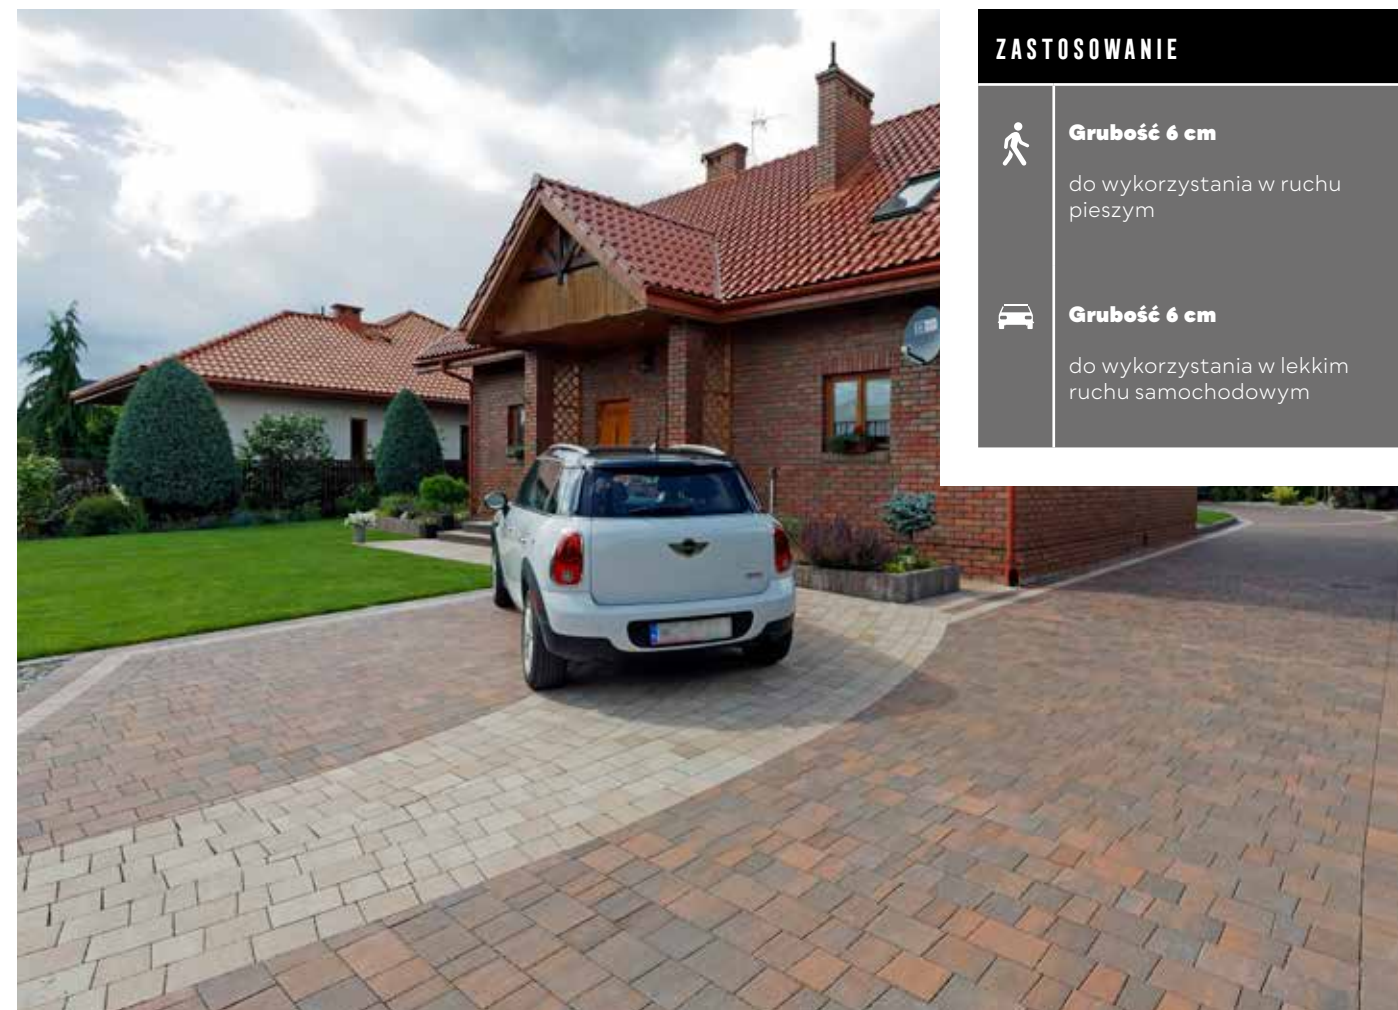 ZASTOSOWANIE
Grubość 6 cm
do wykorzystania w ruchu
pieszym
Grubość 6 cm
do wykorzystania w lekkim
ruchu samochodowym